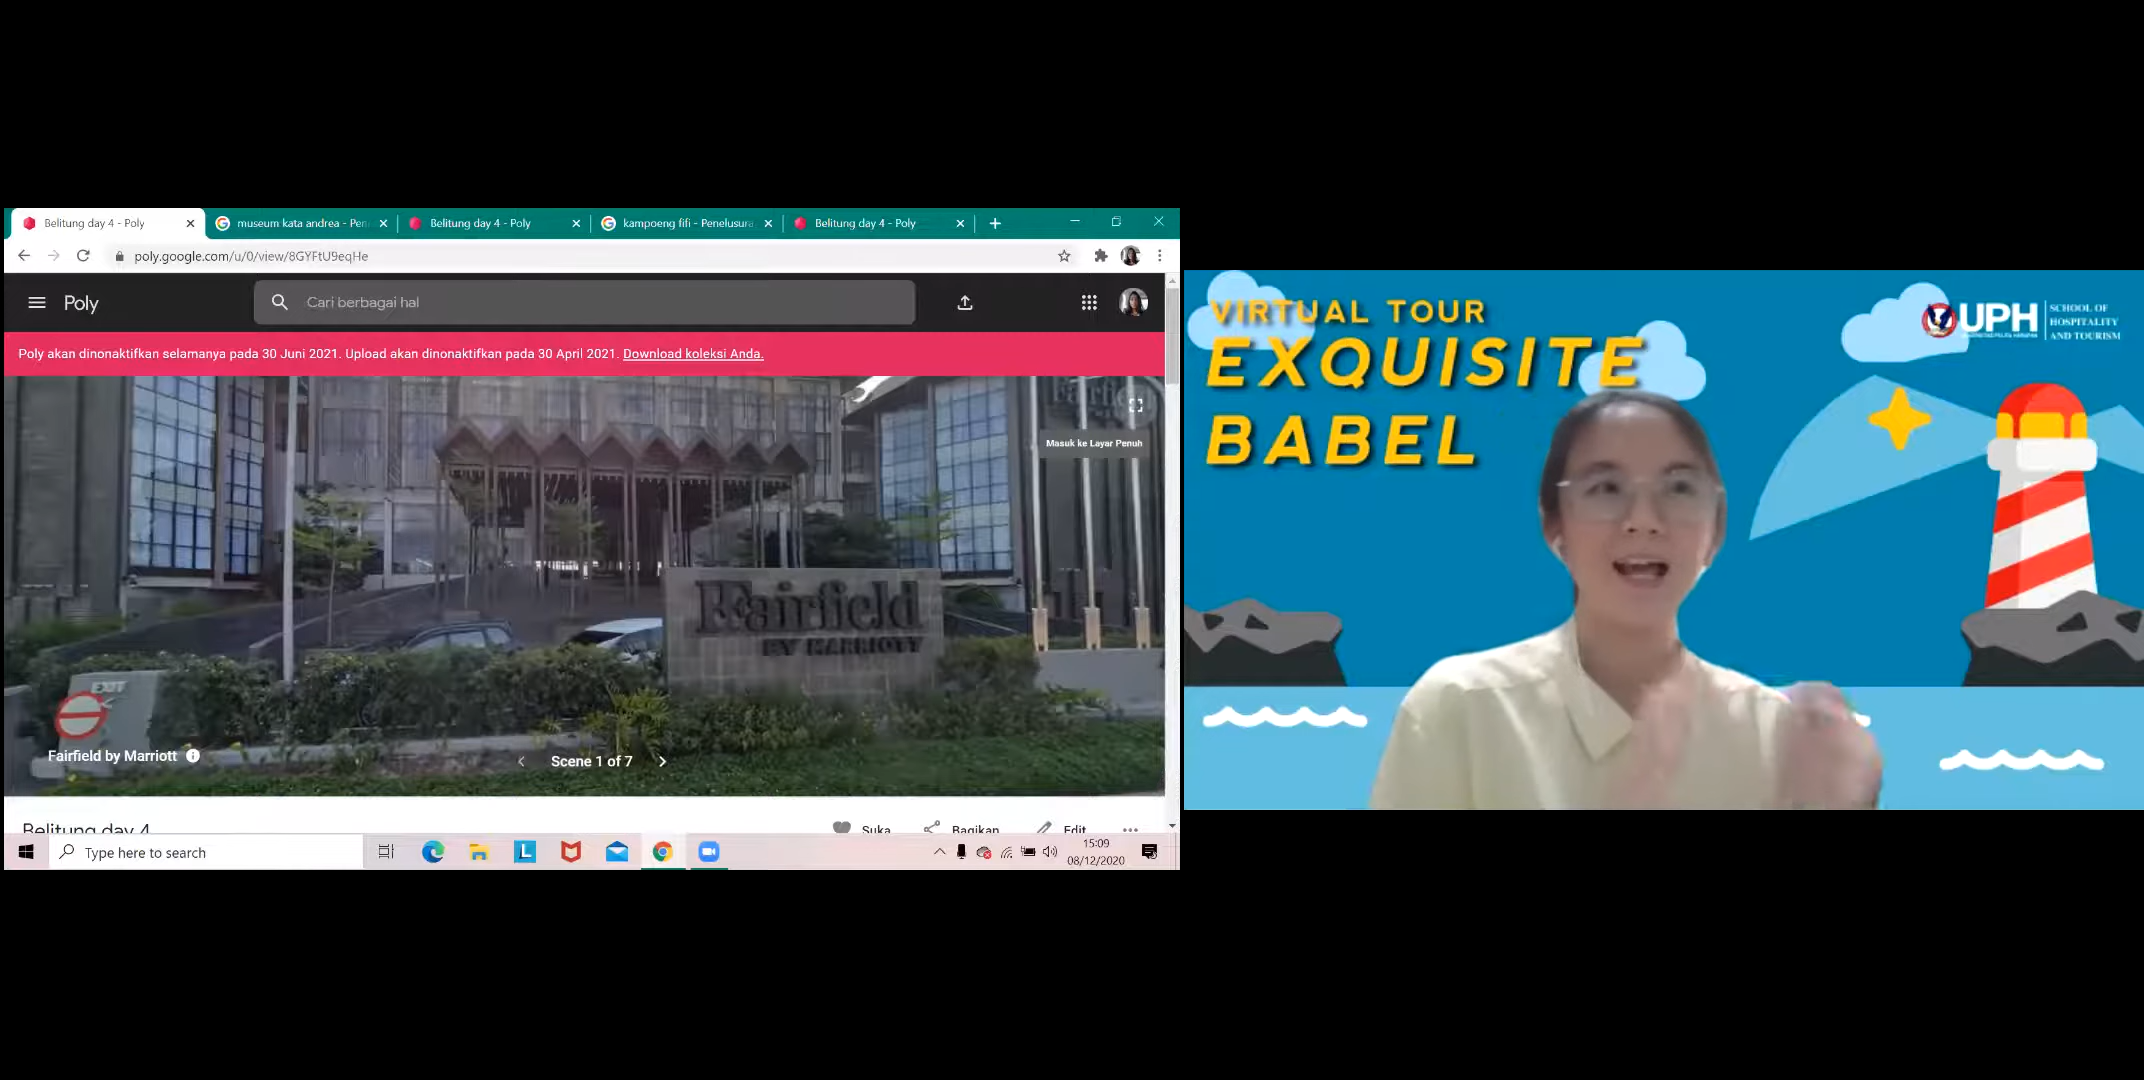 Belitung day 4 - Poly
museum kata andrea - Pen
Belitung day 4 - Poly
kampoeng fifi - Penelusura
Belitung day 4 - Poly
poly.google.com/u/0/view/8GYFtU9eqHe
Poly
Cari berbagai hal
Poly akan dinonaktifkan selamanya pada 30 Juni 2021. Upload akan dinonaktifkan pada 30 April 2021. Download koleksi Anda.
Masuk ke Layar Penuh
Fairfield
BY MARRIOTT
EXIT
Fairfield by Marriott
Scene 1 of 7
Belitung day 4
Suka
Bagikan
Edit
Type here to search
15:09
08/12/2020
VIRTUAL TOUR
EXQUISITE
BABEL
UPH
SCHOOL OF
HOSPITALITY
AND TOURISM